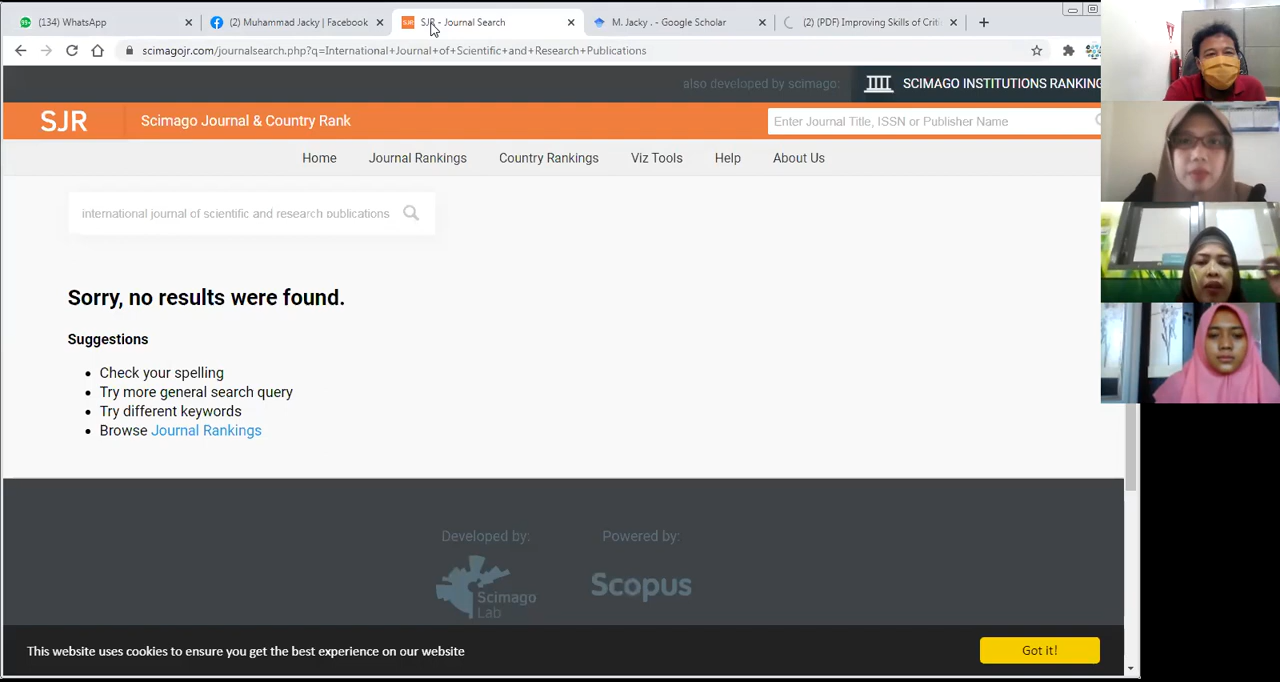 (134) WhatsApp
(2) Muhammad Jacky | Facebook
SJR - Journal Search
M. Jacky . - Google Scholar
(2) (PDF) Improving Skills of Criti
scimagojr.com/journalsearch.php?q=International+Journal+of+Scientific+and+Research+Publications
also developed by scimago:
SCIMAGO INSTITUTIONS RANKING
SJR
Scimago Journal & Country Rank
Enter Journal Title, ISSN or Publisher Name
Home
Journal Rankings
Country Rankings
Viz Tools
Help
About Us
international journal of scientific and research publications
Sorry, no results were found.
Suggestions
• Check your spelling
• Try more general search query
• Try different keywords
• Browse Journal Rankings
Developed by:
Powered by:
Scimago
Lab
Scopus
This website uses cookies to ensure you get the best experience on our website
Got it!